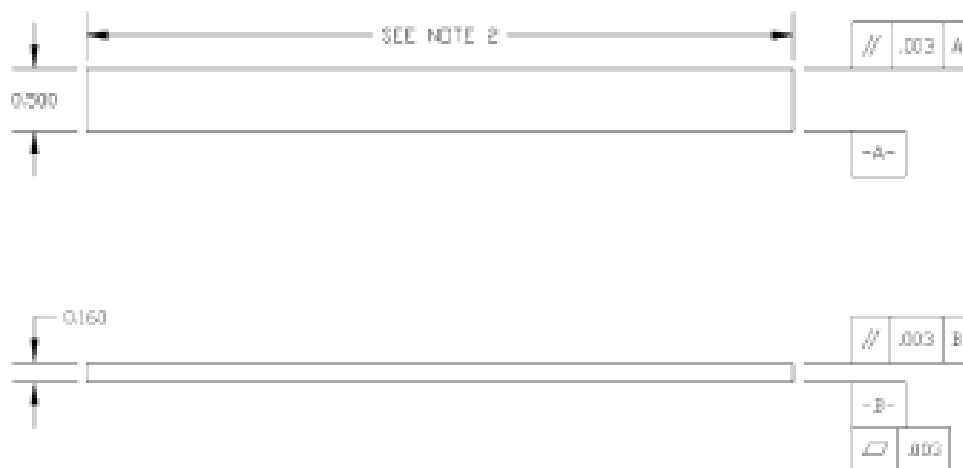 SEE NOTE 2
// .003 A
0.500
-A-
0.160
// .003 B
-B-
.003